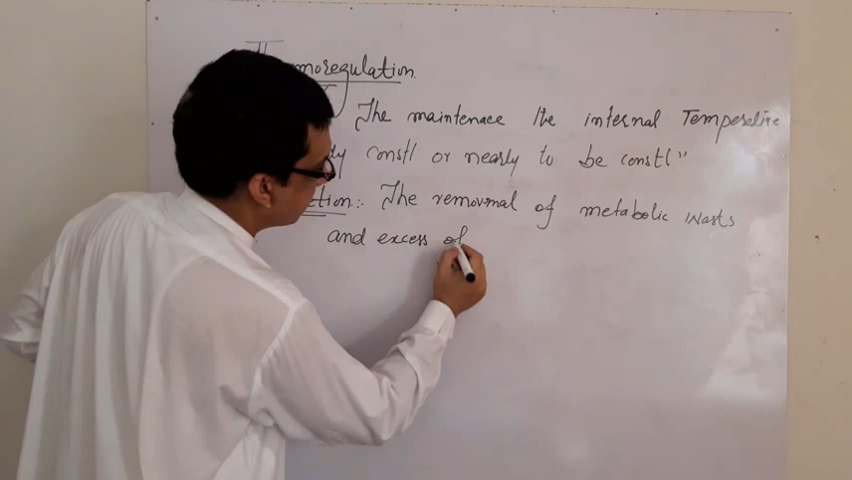 Thermoregulation.
The maintenace the internal Temperature
constt or nearly to be constt"
The removmal of metabolic wasts
and excess of